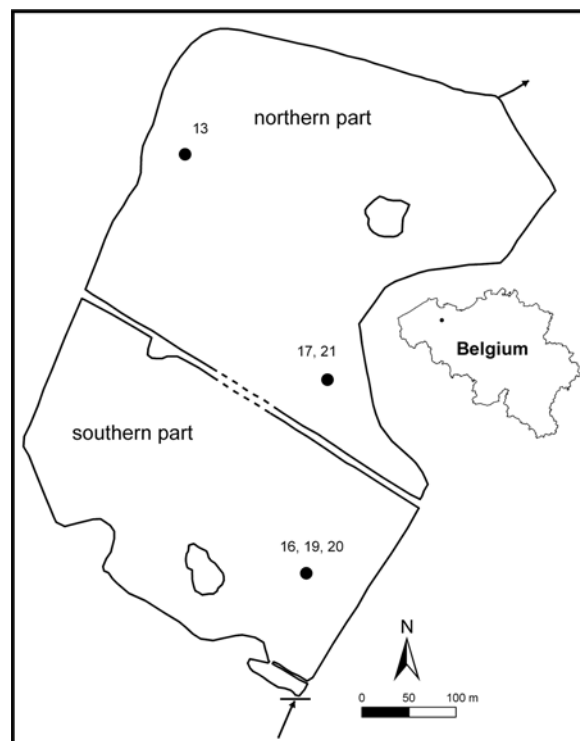 13
northern part
17, 21
Belgium
southern part
16, 19, 20
N
0 50 100 m